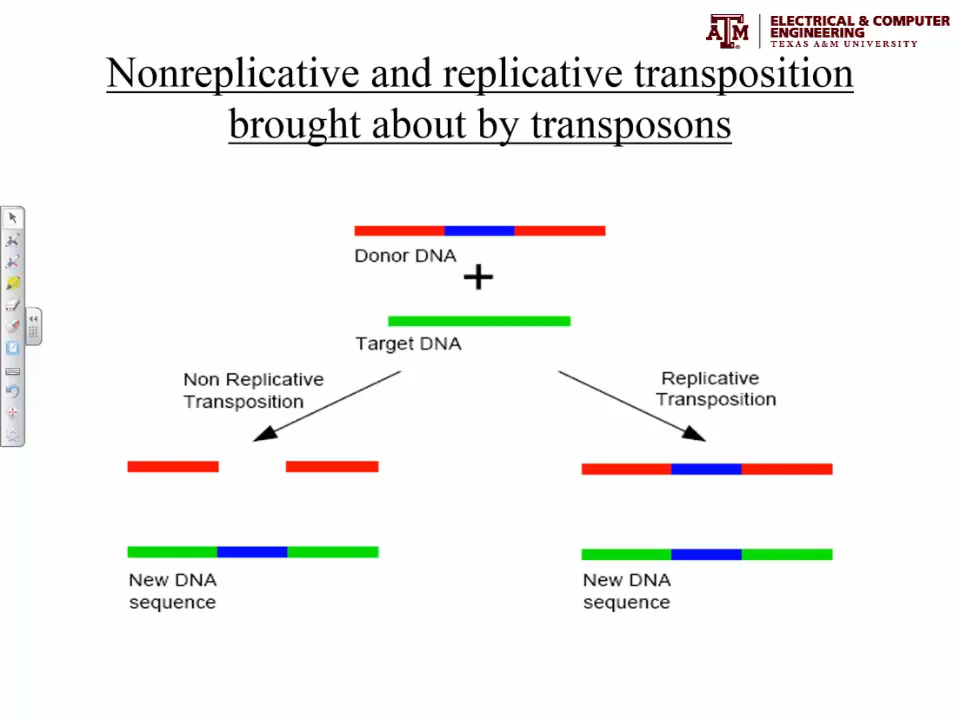 ELECTRICAL & COMPUTER
ENGINEERING
TEXAS A&M UNIVERSITY
Nonreplicative and replicative transposition
brought about by transposons
Donor DNA
+
Target DNA
Non Replicative
Transposition
Replicative
Transposition
New DNA
sequence
New DNA
sequence